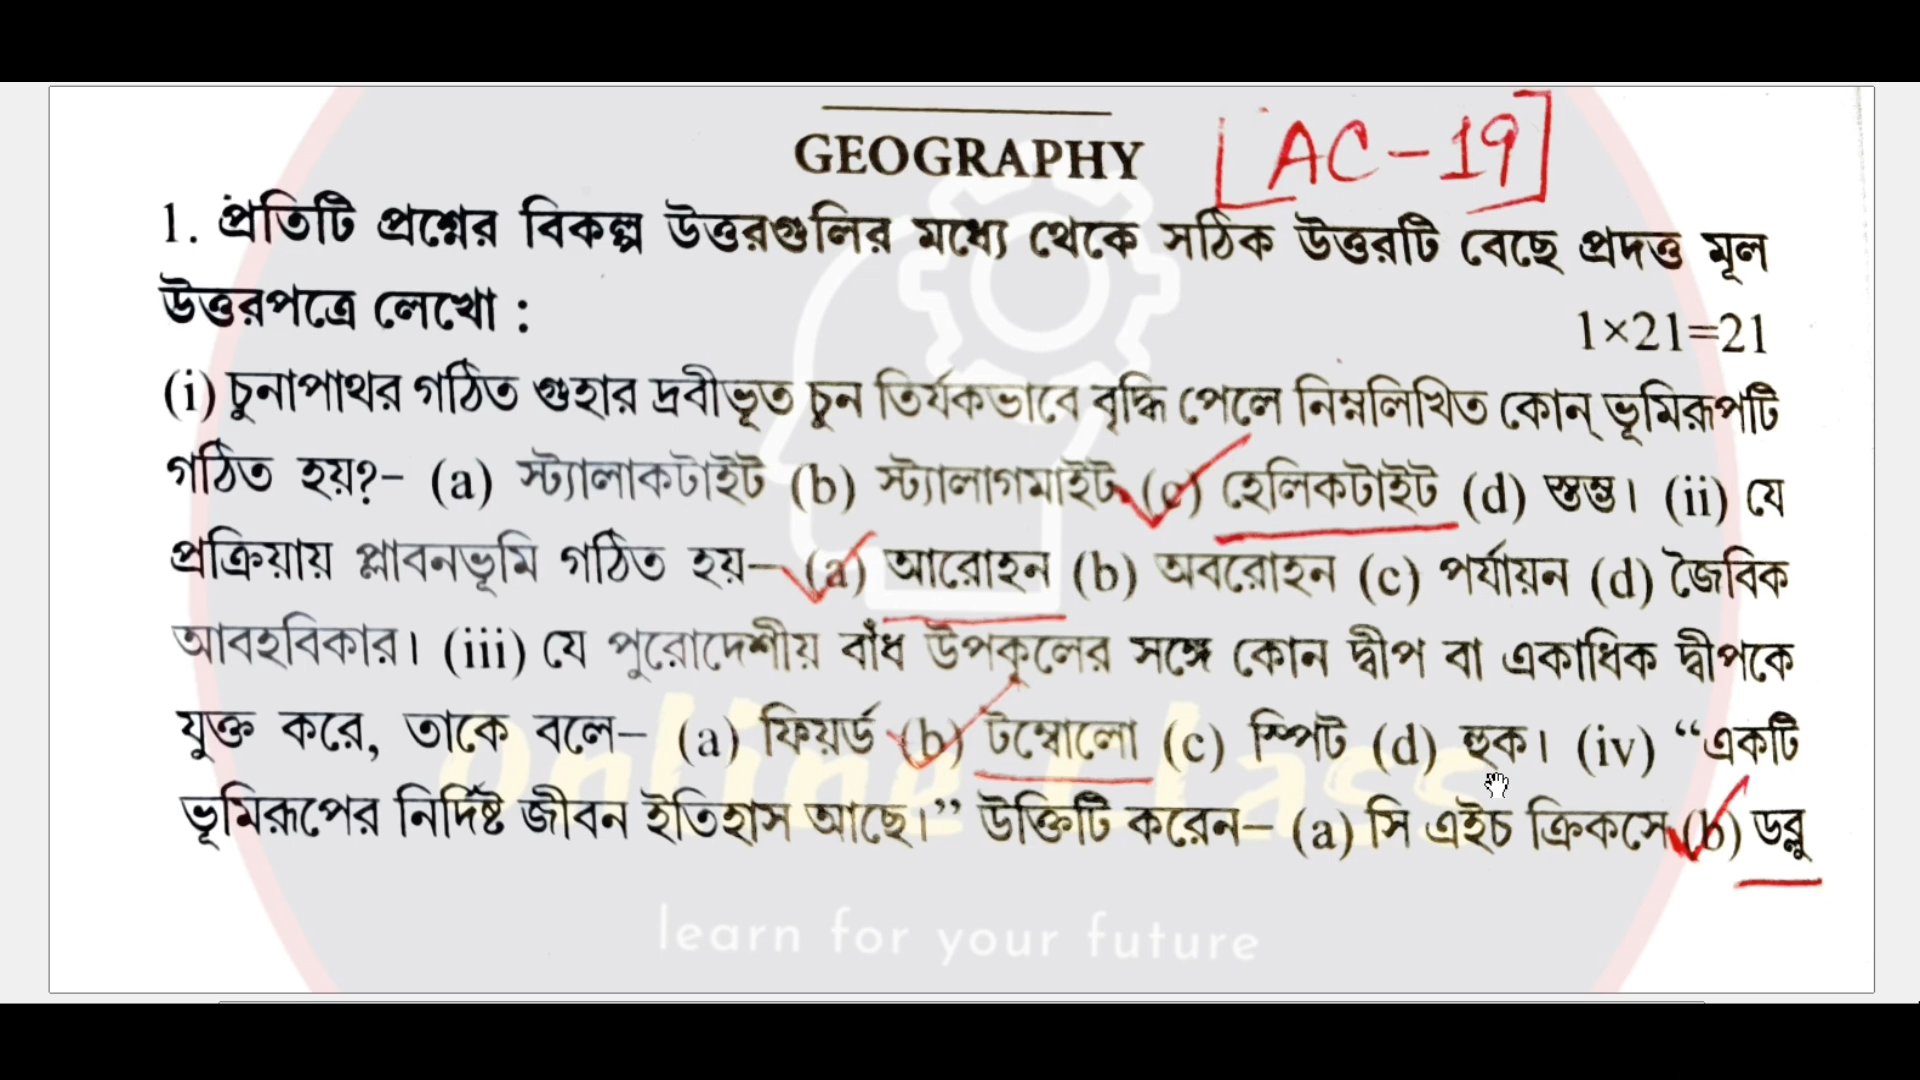 GEOGRAPHY [AC-19]
1. প্রতিটি প্রশ্নের বিকল্প উত্তরগুলির মধ্যে থেকে সঠিক উত্তরটি বেছে প্রদত্ত মূল
উত্তরপত্রে লেখো :
1×21=21
(i) চুনাপাথর গঠিত গুহার দ্রবীভূত চুন তির্যকভাবে বৃদ্ধি পেলে নিম্নলিখিত কোন্ ভূমিরূপটি
গঠিত হয়?– (a) স্ট্যালাকটাইট (b) স্ট্যালাগমাইট (c) হেলিকটাইট (d) স্তম্ভ। (ii) যে
প্রক্রিয়ায় প্লাবনভূমি গঠিত হয়– (a) আরোহন (b) অবরোহন (c) পর্যায়ন (d) জৈবিক
আবহবিকার। (iii) যে পুরোদেশীয় বাঁধ উপকূলের সঙ্গে কোন দ্বীপ বা একাধিক দ্বীপকে
যুক্ত করে, তাকে বলে– (a) ফিয়র্ড (b) টম্বোলো (c) স্পিট (d) হুক। (iv) “একটি
ভূমিরূপের নির্দিষ্ট জীবন ইতিহাস আছে।” উক্তিটি করেন– (a) সি এইচ ক্রিকসে (b) ডব্লু
Online Class
learn for your future